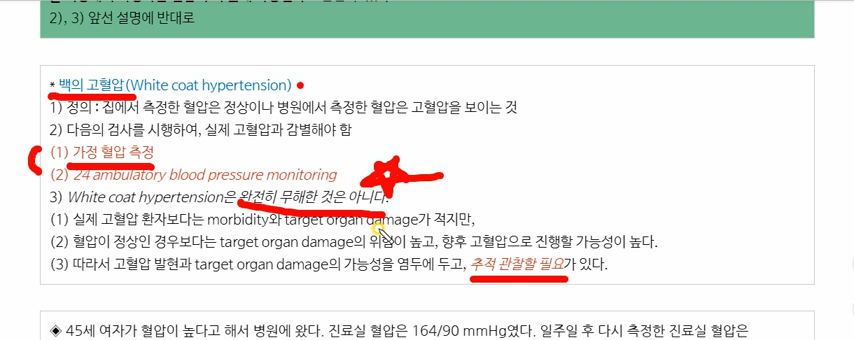 2), 3) 앞선 설명에 반대로
* 백의 고혈압(White coat hypertension)
1) 정의 : 집에서 측정한 혈압은 정상이나 병원에서 측정한 혈압은 고혈압을 보이는 것
2) 다음의 검사를 시행하여, 실제 고혈압과 감별해야 함
(1) 가정 혈압 측정
(2) 24 ambulatory blood pressure monitoring
3) White coat hypertension은 완전히 무해한 것은 아니다.
(1) 실제 고혈압 환자보다는 morbidity와 target organ damage가 적지만,
(2) 혈압이 정상인 경우보다는 target organ damage의 위험이 높고, 향후 고혈압으로 진행할 가능성이 높다.
(3) 따라서 고혈압 발현과 target organ damage의 가능성을 염두에 두고, 추적 관찰할 필요가 있다.
◈ 45세 여자가 혈압이 높다고 해서 병원에 왔다. 진료실 혈압은 164/90 mmHg였다. 일주일 후 다시 측정한 진료실 혈압은